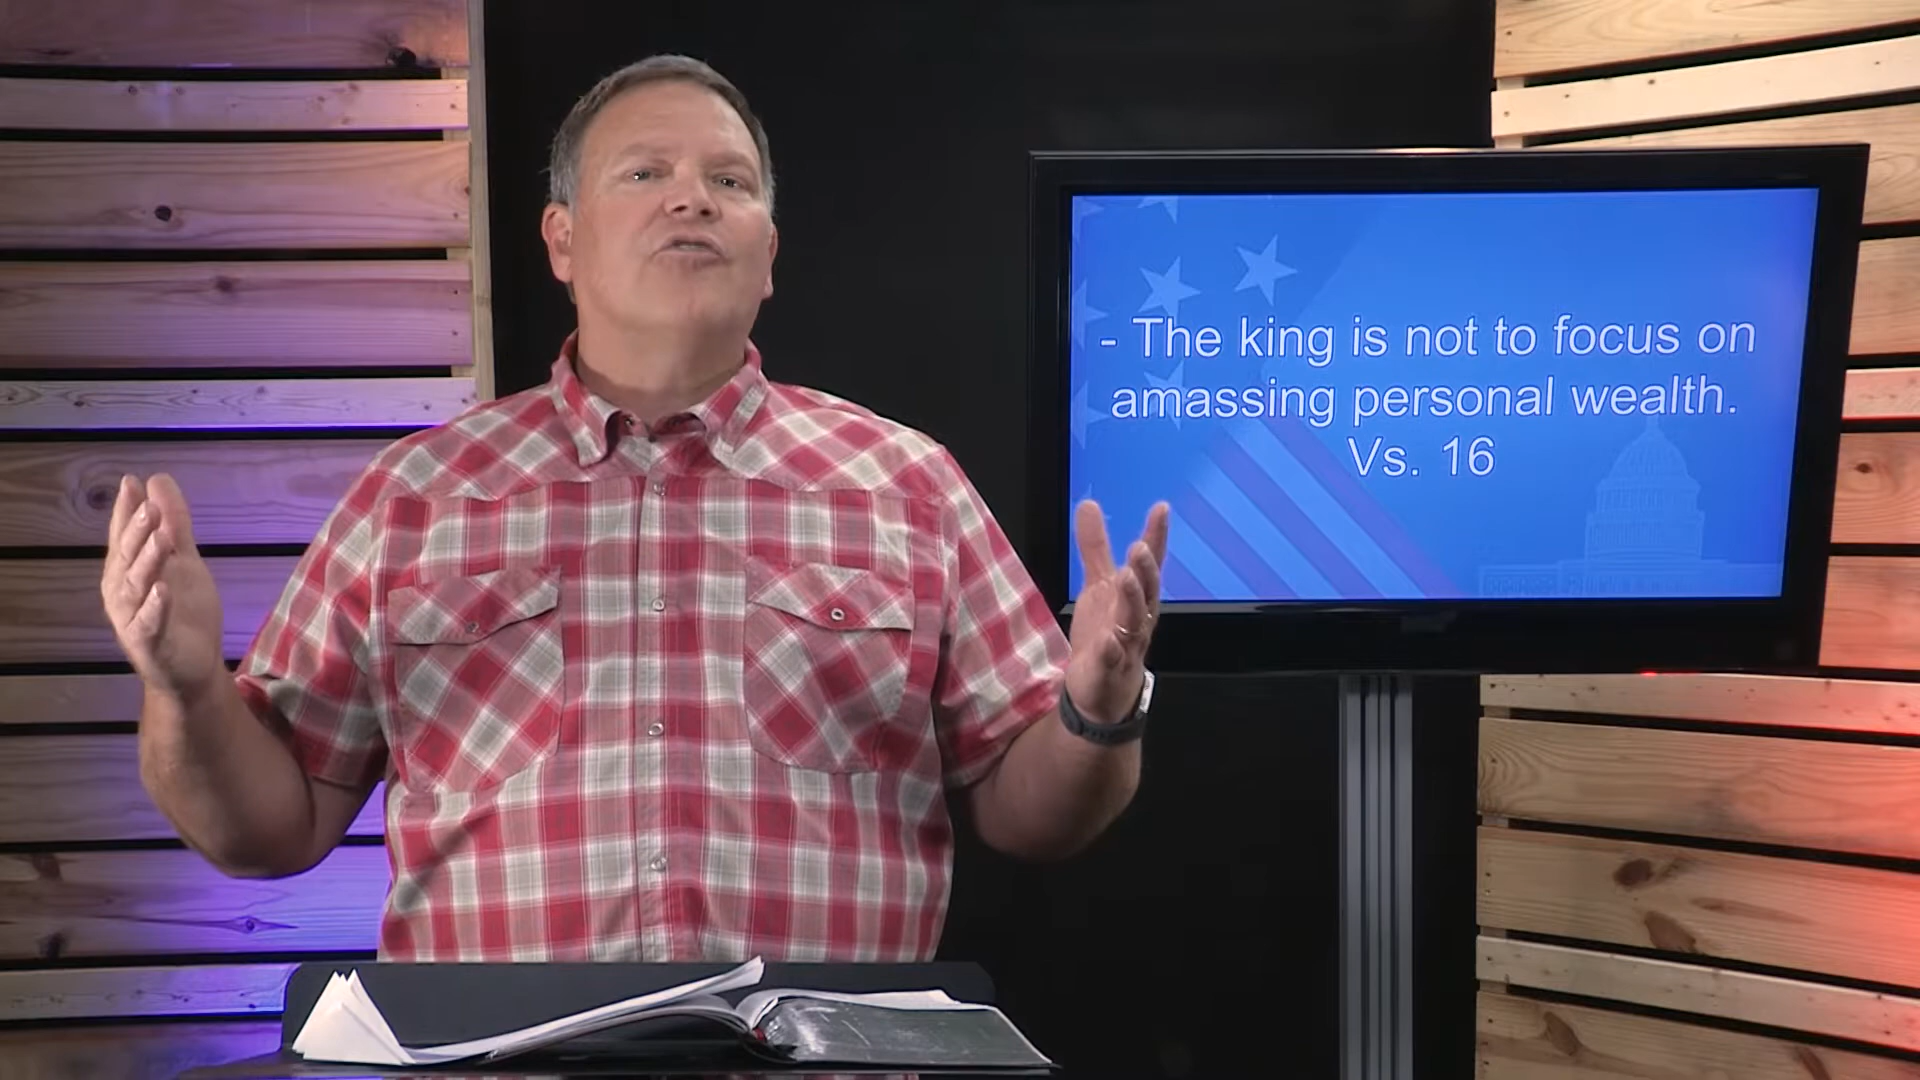 - The king is not to focus on
amassing personal wealth.
Vs. 16